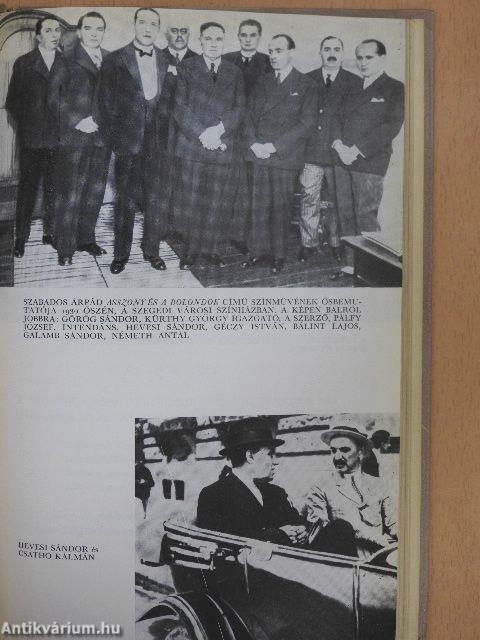 SZABADOS ÁRPÁD ASSZONY ÉS A BOLONDOK CÍMŰ SZÍNMŰVÉNEK ŐSBEMU-
TATÓJA 1930 ŐSZÉN, A SZEGEDI VÁROSI SZÍNHÁZBAN. A KÉPEN BALRÓL
JOBBRA: GÖRÖG SÁNDOR, KÜRTHY GYÖRGY IGAZGATÓ, A SZERZŐ, PÁLFY
JÓZSEF, INTENDÁNS, HEVESI SÁNDOR, GÉCZY ISTVÁN, BÁLINT LAJOS,
GALAMB SÁNDOR, NÉMETH ANTAL
HEVESI SÁNDOR és
CSATHÓ KÁLMÁN
Antikvárium.hu